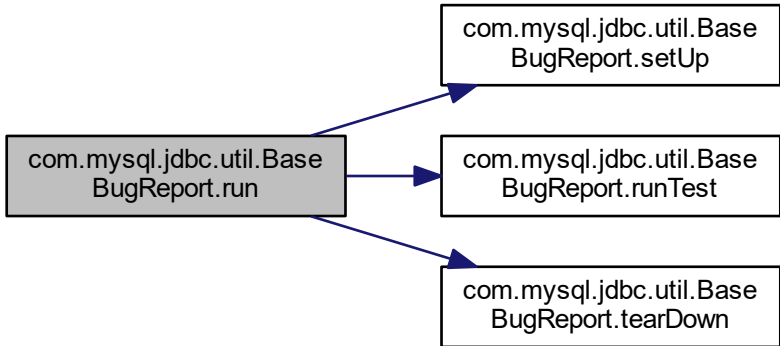 com.mysql.jdbc.util.Base
BugReport.setUp
com.mysql.jdbc.util.Base
BugReport.run
com.mysql.jdbc.util.Base
BugReport.runTest
com.mysql.jdbc.util.Base
BugReport.tearDown